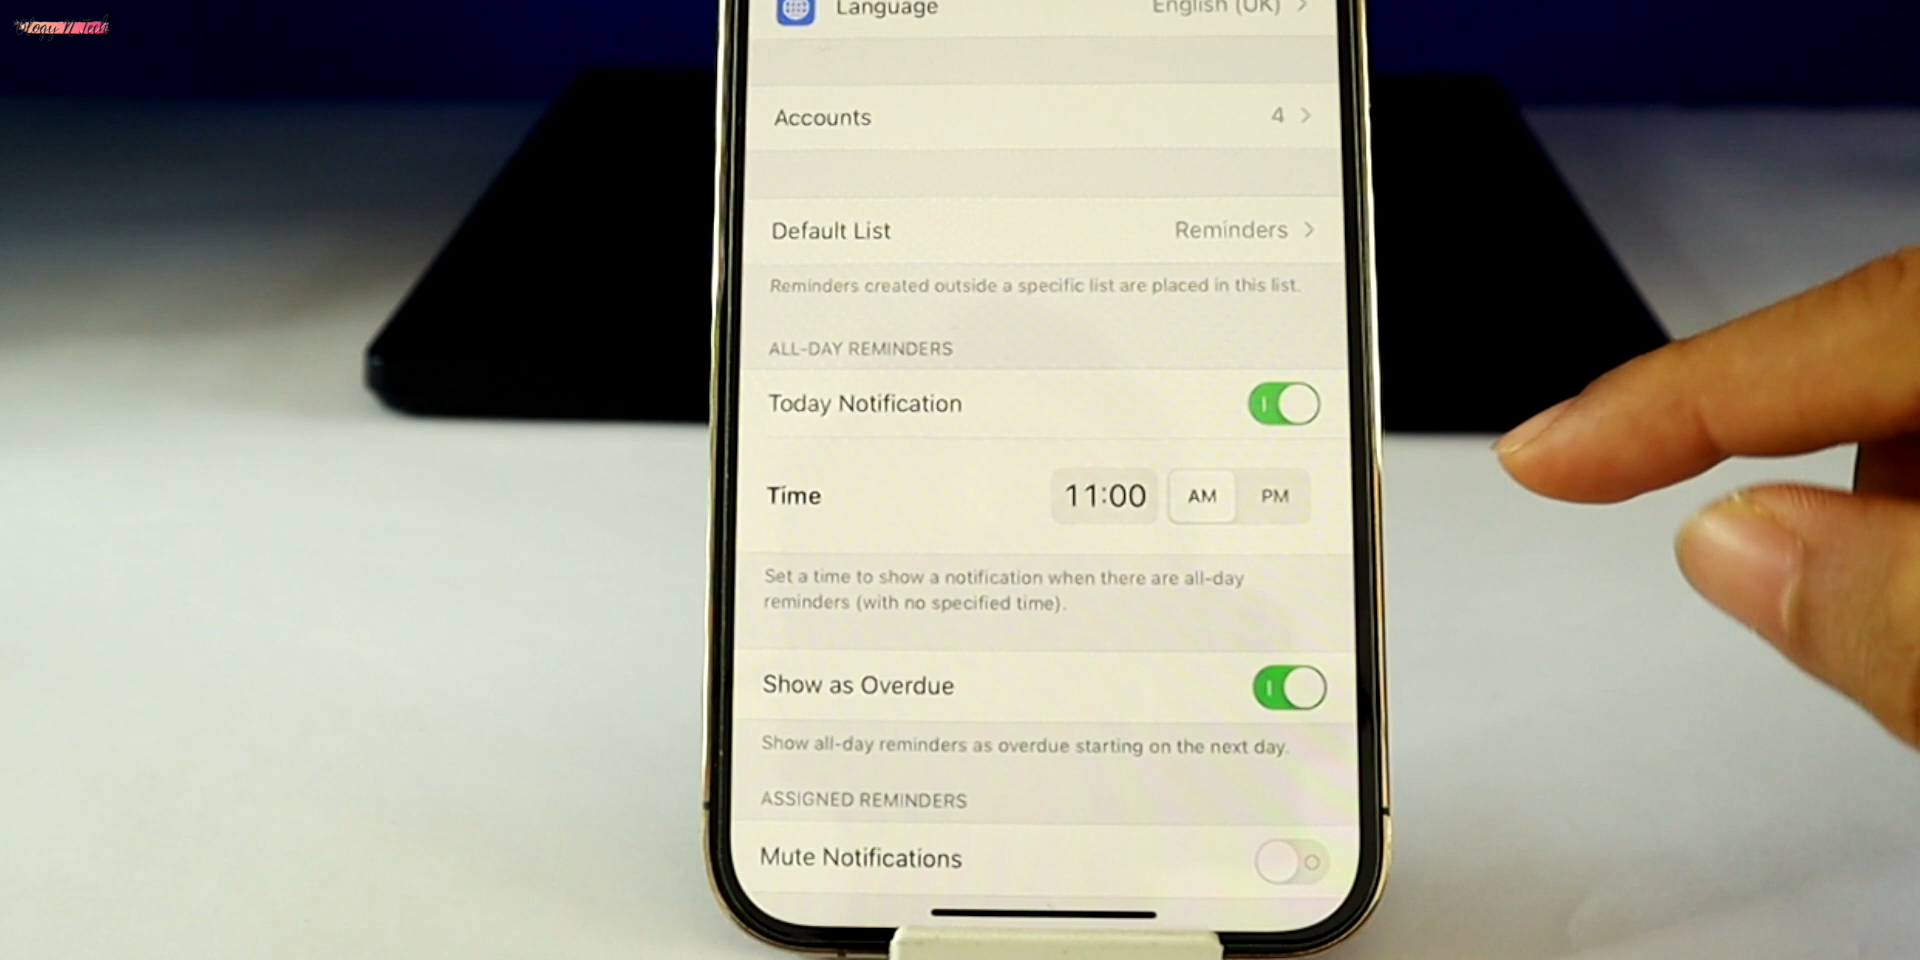 Language English (UK)
Accounts 4
Default List Reminders
Reminders created outside a specific list are placed in this list.
ALL-DAY REMINDERS
Today Notification
Time 11:00 AM PM
Set a time to show a notification when there are all-day
reminders (with no specified time).
Show as Overdue
Show all-day reminders as overdue starting on the next day.
ASSIGNED REMINDERS
Mute Notifications